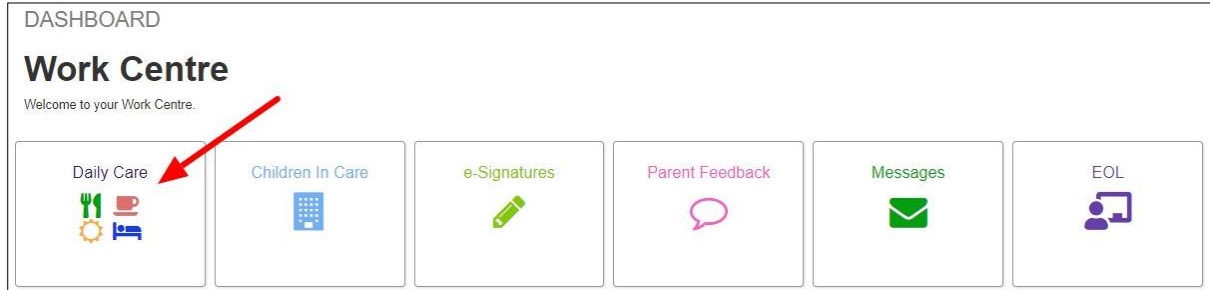 DASHBOARD
Work Centre
Welcome to your Work Centre.
Daily Care
Children In Care
e-Signatures
Parent Feedback
Messages
EOL